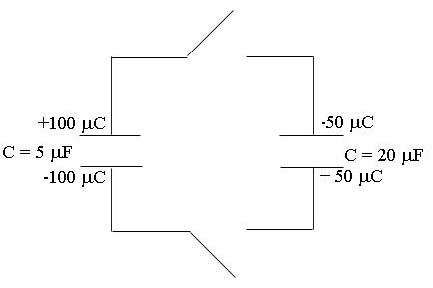 +100 µC
-50 µC
C = 5 µF
C = 20 µF
-100 µC
− 50 µC